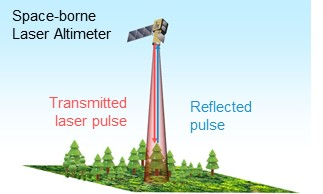 Space-borne
Laser Altimeter
Transmitted
laser pulse
Reflected
pulse